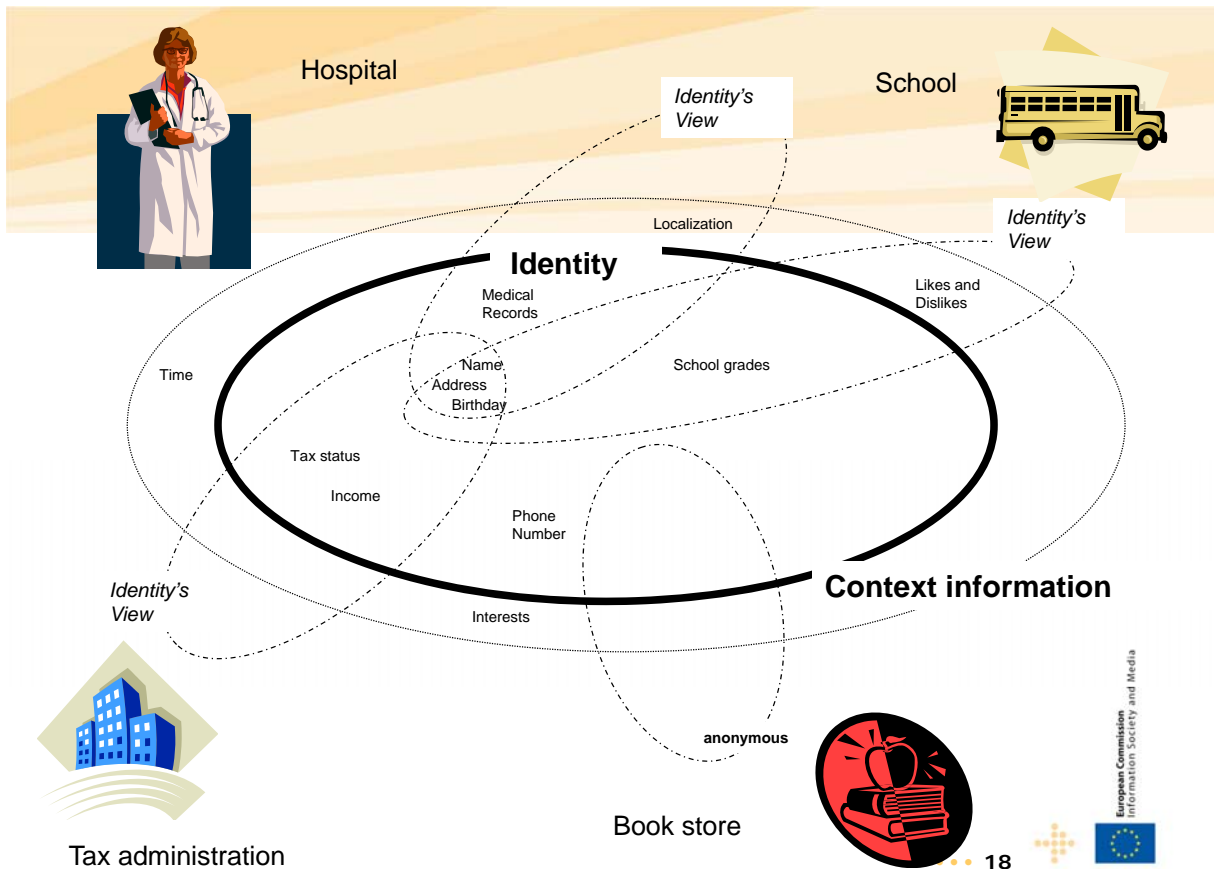 Hospital
School
Identity's
View
Identity's
View
Localization
Identity
Medical
Records
Likes and
Dislikes
Time
Name
Address
Birthday
School grades
Tax status
Income
Phone
Number
Identity's
View
Context information
Interests
anonymous
Book store
Tax administration
European Commission
Information Society and Media
18